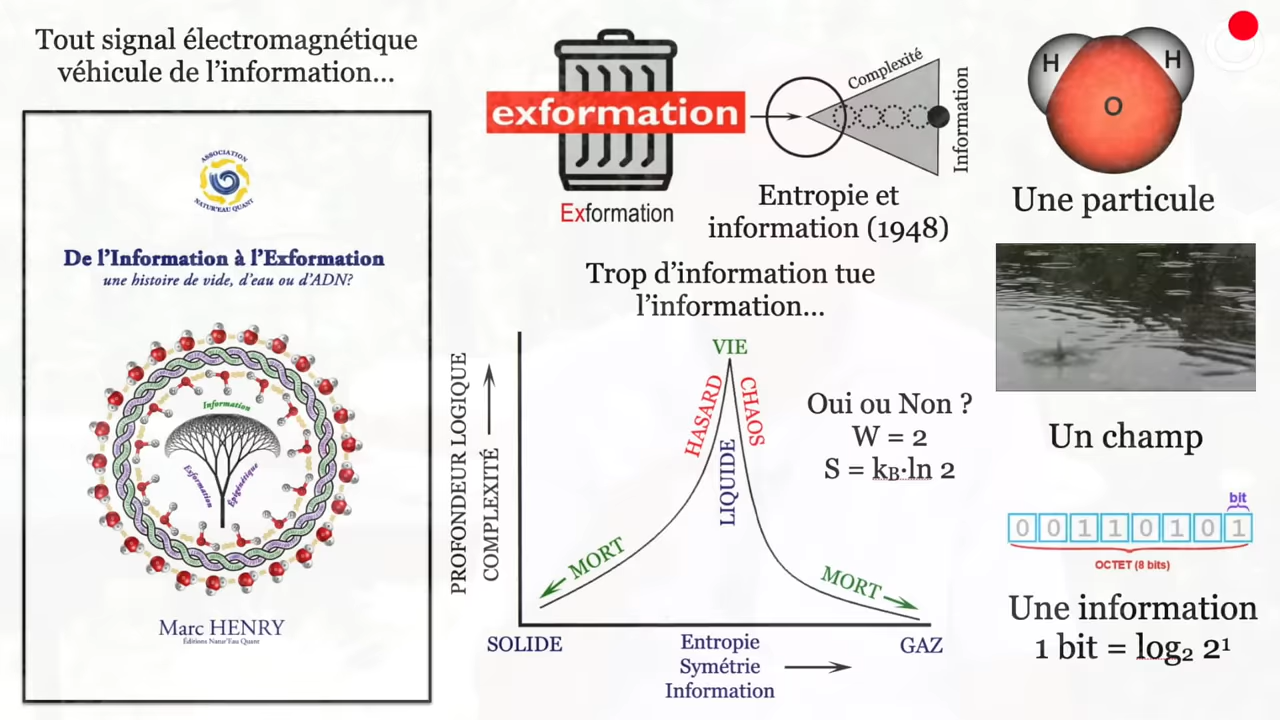 Tout signal électromagnétique
véhicule de l'information...
ASSOCIATION
NATUR'EAU QUANT
De l'Information à l'Exformation
une histoire de vide, d'eau ou d'ADN?
Information
Exformation
Épigénétique
Marc HENRY
Éditions Natur'Eau Quant
exformation
Exformation
Complexité
Information
Entropie et
information (1948)
Trop d'information tue
l'information...
PROFONDEUR LOGIQUE
COMPLEXITÉ
VIE
HASARD
CHAOS
LIQUIDE
MORT
MORT
SOLIDE
Entropie
Symétrie
Information
GAZ
Oui ou Non ?
W = 2
S = kB·ln 2
H
H
O
Une particule
Un champ
bit
0 0 1 1 0 1 0 1
OCTET (8 bits)
Une information
1 bit = log₂ 2¹